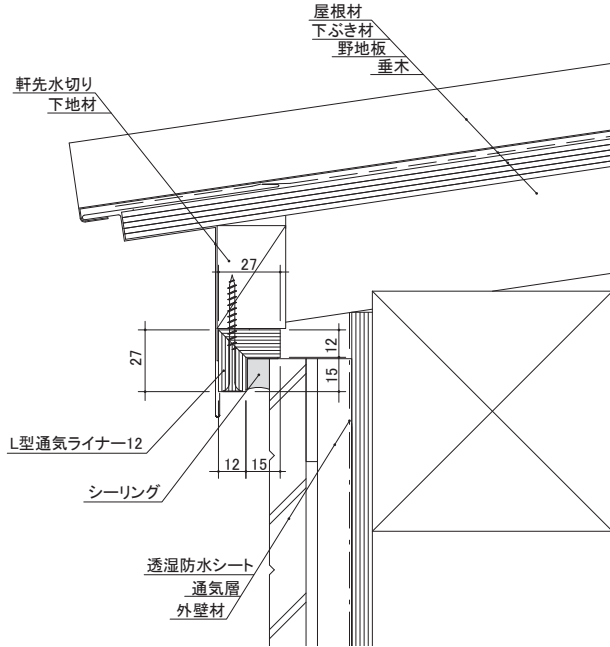 屋根材
下ぶき材
野地板
垂木
軒先水切り
下地材
27
27
12
15
L型通気ライナー12
12
15
シーリング
透湿防水シート
通気層
外壁材